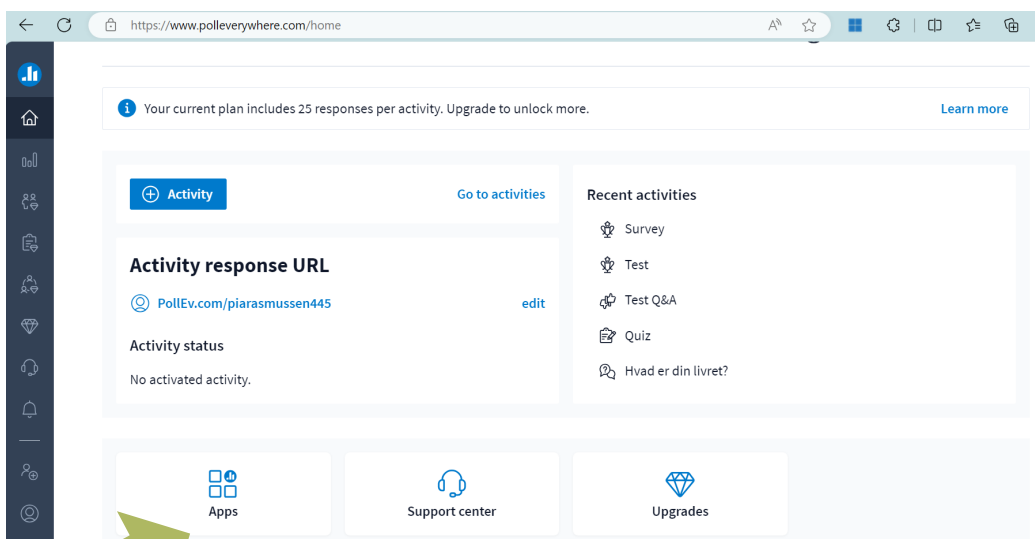 https://www.polleverywhere.com/home
Your current plan includes 25 responses per activity. Upgrade to unlock more.
Learn more
Activity
Go to activities
Activity response URL
PollEv.com/piarasmussen445
edit
Activity status
No activated activity.
Recent activities
Survey
Test
Test Q&A
Quiz
Hvad er din livret?
Apps
Support center
Upgrades